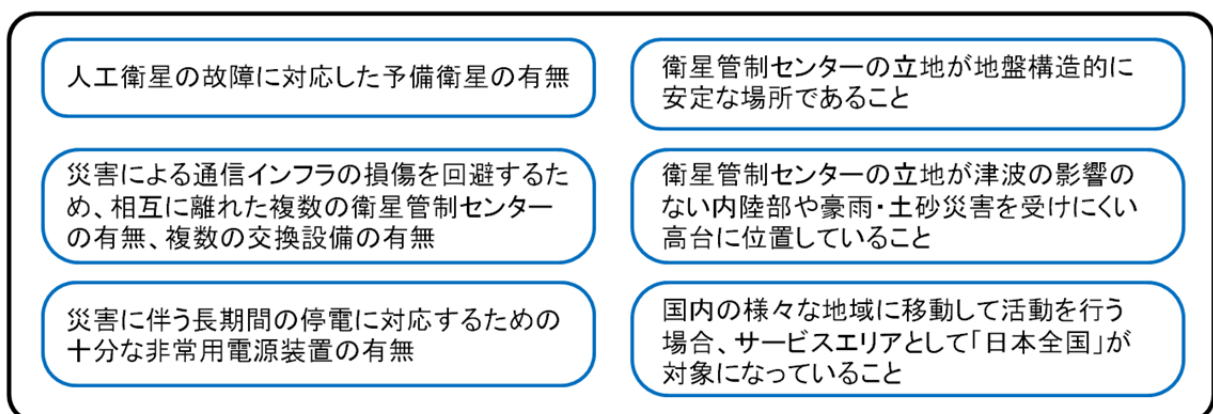 人工衛星の故障に対応した予備衛星の有無
災害による通信インフラの損傷を回避するた
め、相互に離れた複数の衛星管制センター
の有無、複数の交換設備の有無
災害に伴う長期間の停電に対応するための
十分な非常用電源装置の有無
衛星管制センターの立地が地盤構造的に
安定な場所であること
衛星管制センターの立地が津波の影響の
ない内陸部や豪雨・土砂災害を受けにくい
高台に位置していること
国内の様々な地域に移動して活動を行う
場合、サービスエリアとして「日本全国」が
対象になっていること